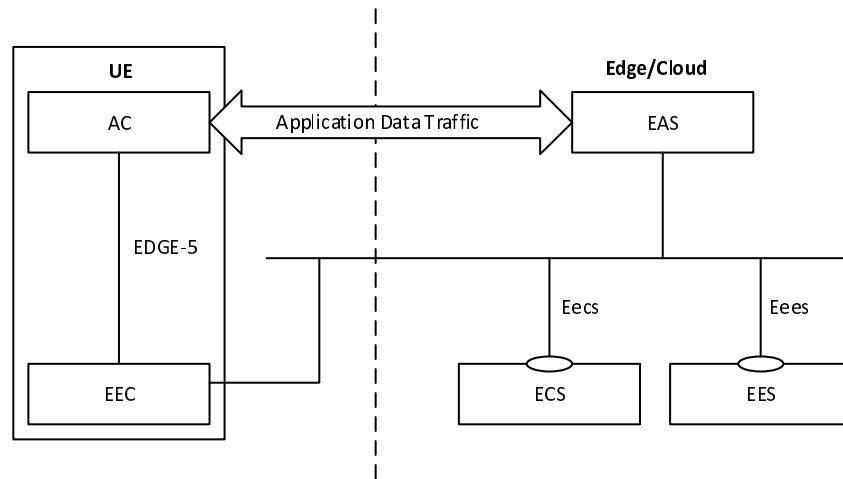 UE
Edge/Cloud
AC
Application Data Traffic
EAS
EDGE-5
Eecs
Eees
EEC
ECS
EES